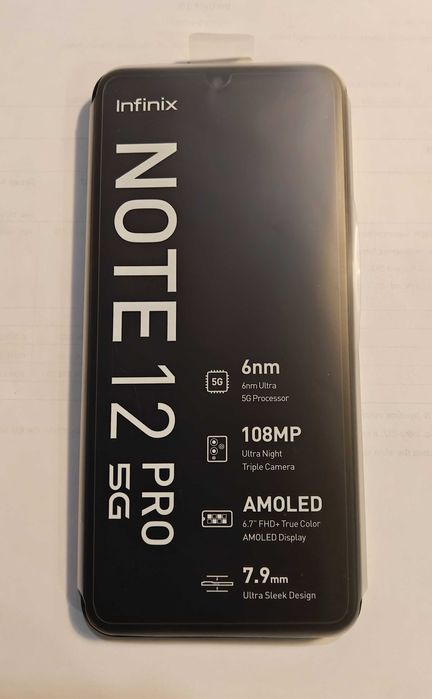 Infinix
NOTE 12 PRO
5G
5G
6nm
6nm Ultra
5G Processor
108MP
Ultra Night
Triple Camera
AMOLED
6.7" FHD+ True Color
AMOLED Display
7.9mm
Ultra Sleek Design